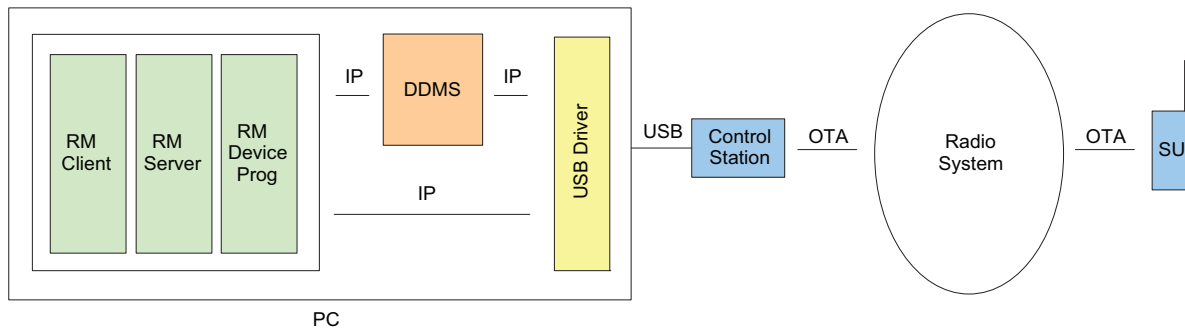 RM
Client
RM
Server
RM
Device
Prog
IP
DDMS
IP
IP
USB Driver
USB
Control
Station
OTA
Radio
System
OTA
SU
PC